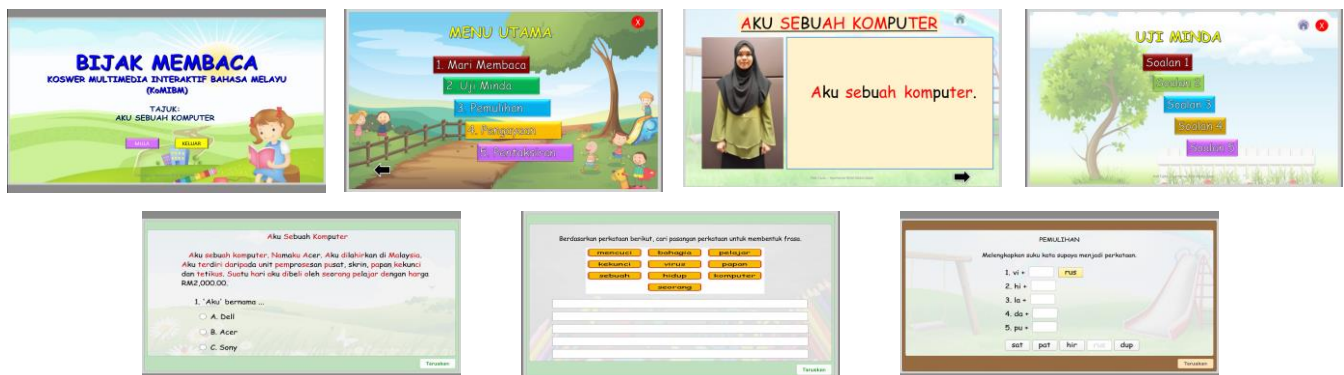 BIJAK MEMBACA
KOSWER MULTIMEDIA INTERAKTIF BAHASA MELAYU
(KoMIBM)
TAJUK:
AKU SEBUAH KOMPUTER
MULA
KELUAR
MENU UTAMA
X
1. Mari Membaca
2. Uji Minda
3. Pemulihan
4. Pengayaan
5. Pentaksiran
AKU SEBUAH KOMPUTER
Aku sebuah komputer.
UJI MINDA
X
Soalan 1
Soalan 2
Soalan 3
Soalan 4
Soalan 5
Aku Sebuah Komputer
Aku sebuah komputer. Namaku Acer. Aku dilahirkan di Malaysia.
Aku terdiri daripada unit pemprosesan pusat, skrin, papan kekunci
dan tetikus. Suatu hari aku dibeli oleh seorang pelajar dengan harga
RM2,000.00.
1. 'Aku' bernama ...
A. Dell
B. Acer
C. Sony
Teruskan
Berdasarkan perkataan berikut, cari pasangan perkataan untuk membentuk frasa.
mencuci bahagia pelajar
kekunci virus papan
sebuah hidup komputer
seorang
Teruskan
PEMULIHAN
Melengkapkan suku kata supaya menjadi perkataan.
1. vi + rus
2. hi +
3. la +
4. da +
5. pu +
sat pat hir rus dup
Teruskan